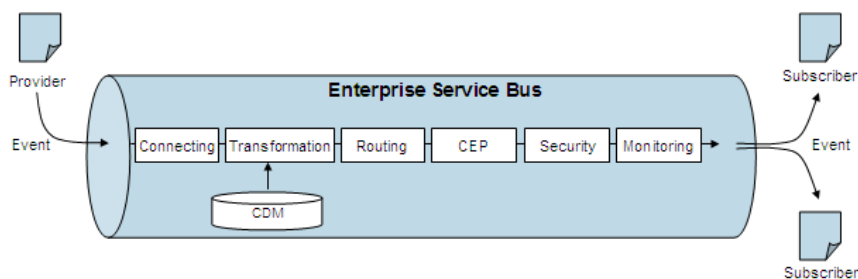 Provider
Subscriber
Enterprise Service Bus
Event
Connecting
Transformation
Routing
CEP
Security
Monitoring
Event
CDM
Subscriber